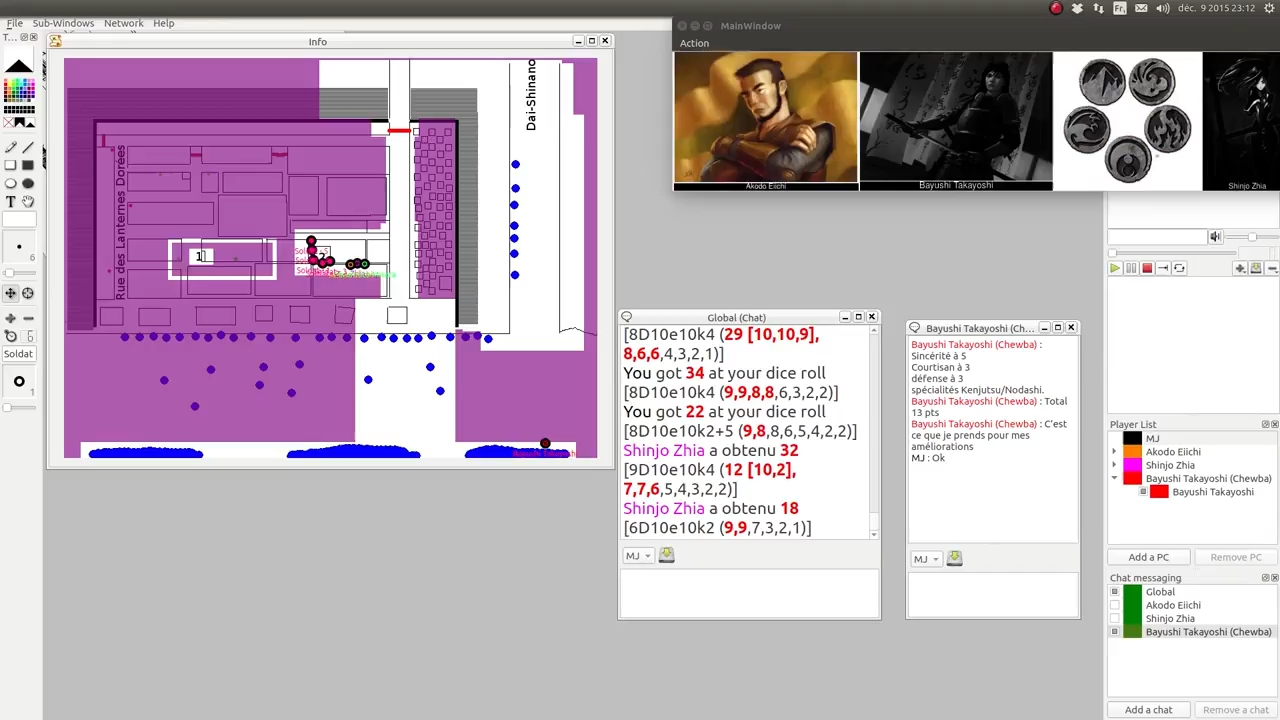 déc. 9 2015 23:12
Fr,
File Sub-Windows Network Help
MainWindow
Action
T...
Info
Dai-Shinano
Rue des Lanternes Dorées
1
6
Soldat
1
Akodo Eiichi
Bayushi Takayoshi
Shinjo Zhia
Global (Chat)
[8D10e10k4 (29 [10,10,9],
8,6,6,4,3,2,1)]
You got 34 at your dice roll
[8D10e10k4 (9,9,8,8,6,3,2,2)]
You got 22 at your dice roll
[8D10e10k2+5 (9,8,8,6,5,4,2,2)]
Shinjo Zhia a obtenu 32
[9D10e10k4 (12 [10,2],
7,7,6,5,4,3,2,2)]
Shinjo Zhia a obtenu 18
[6D10e10k2 (9,9,7,3,2,1)]
MJ
Bayushi Takayoshi (Ch...
Bayushi Takayoshi (Chewba) :
Sincérité à 5
Courtisan à 3
défense à 3
spécialités Kenjutsu/Nodashi.
Bayushi Takayoshi (Chewba) : Total
13 pts
Bayushi Takayoshi (Chewba) : C'est
ce que je prends pour mes
améliorations
MJ : Ok
MJ
Player List
MJ
Akodo Eiichi
Shinjo Zhia
Bayushi Takayoshi (Chewba)
Bayushi Takayoshi
Add a PC
Remove PC
Chat messaging
Global
Akodo Eiichi
Shinjo Zhia
Bayushi Takayoshi (Chewba)
Add a chat
Remove a chat